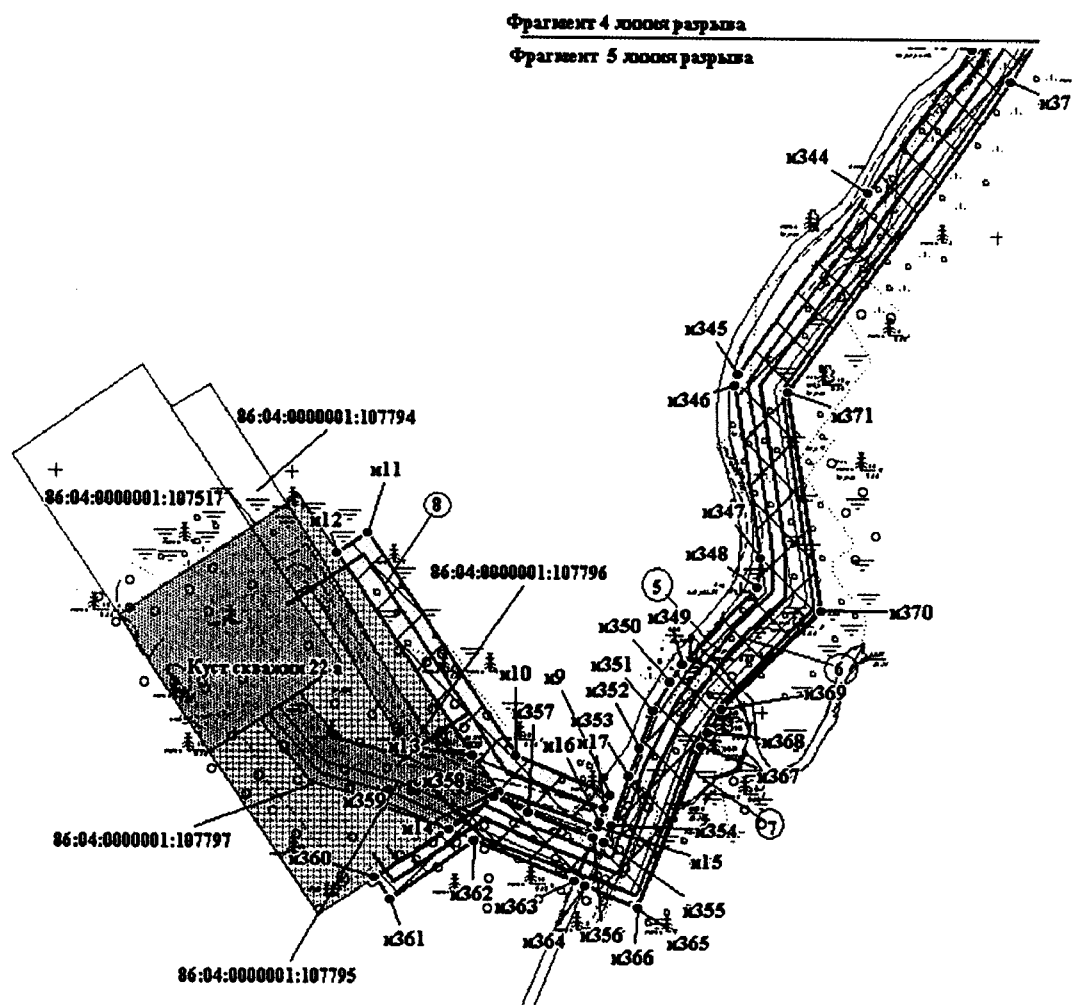 Фрагмент 4 линия разрыва
Фрагмент 5 линия разрыва
н37
н344
н345
н346
н371
86:04:0000001:107794
н11
86:04:0000001:107517
н12
8
н347
86:04:0000001:107796
н348
5
н349
н370
н350
6
Куст скважин 22
н10
н9
н351
н357
н352
н369
н353
н13
н16
н17
н368
н358
н367
н359
н354
7
86:04:0000001:107797
н14
н15
н360
н362
н363
н355
н361
н364
н356
н365
н366
86:04:0000001:107795